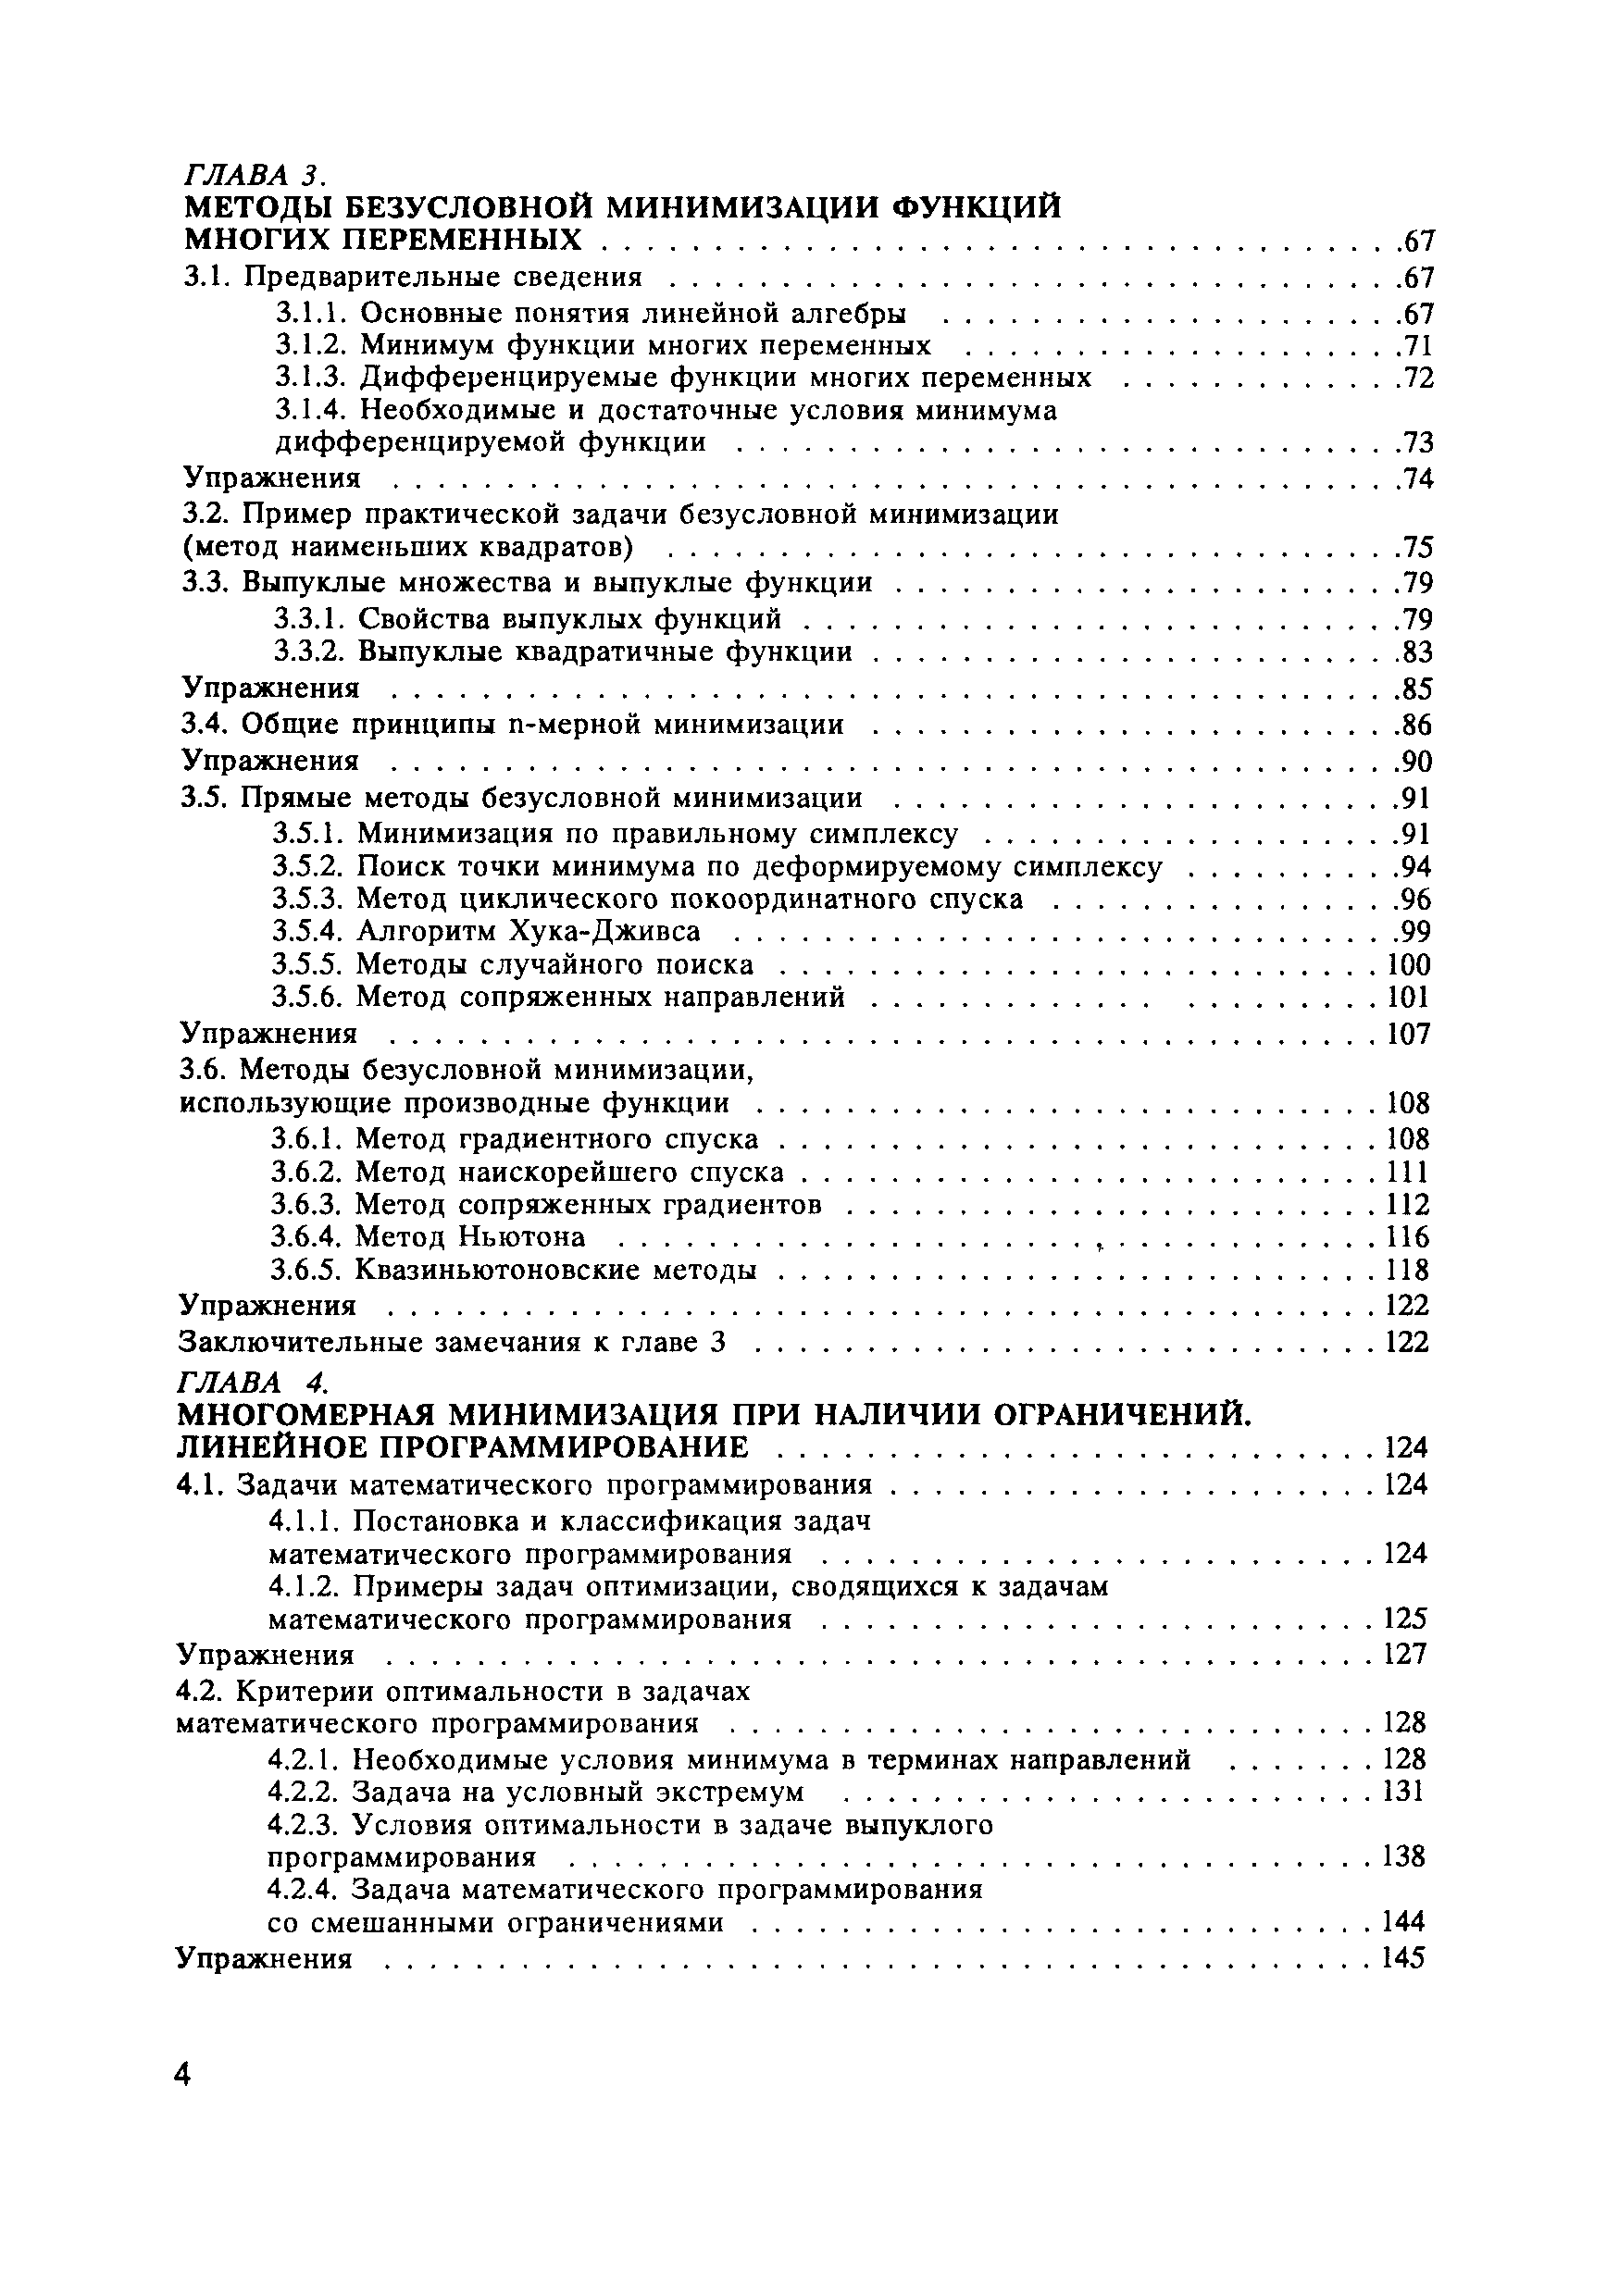 ГЛАВА 3.
МЕТОДЫ БЕЗУСЛОВНОЙ МИНИМИЗАЦИИ ФУНКЦИЙ
МНОГИХ ПЕРЕМЕННЫХ . . . . . . . . . . . . . . . . . . . .67
3.1. Предварительные сведения . . . . . . . . . . . . . . . . . . . .67
3.1.1. Основные понятия линейной алгебры . . . . . . . . . . . . . . . . . . . .67
3.1.2. Минимум функции многих переменных . . . . . . . . . . . . . . . . . . . .71
3.1.3. Дифференцируемые функции многих переменных . . . . . . . . . . . . .72
3.1.4. Необходимые и достаточные условия минимума
дифференцируемой функции . . . . . . . . . . . . . . . . . . . .73
Упражнения . . . . . . . . . . . . . . . . . . . .74
3.2. Пример практической задачи безусловной минимизации
(метод наименьших квадратов) . . . . . . . . . . . . . . . . . . . .75
3.3. Выпуклые множества и выпуклые функции . . . . . . . . . . . . . . . . . . . .79
3.3.1. Свойства выпуклых функций . . . . . . . . . . . . . . . . . . . .79
3.3.2. Выпуклые квадратичные функции . . . . . . . . . . . . . . . . . . . .83
Упражнения . . . . . . . . . . . . . . . . . . . .85
3.4. Общие принципы n-мерной минимизации . . . . . . . . . . . . . . . . . . . .86
Упражнения . . . . . . . . . . . . . . . . . . . .90
3.5. Прямые методы безусловной минимизации . . . . . . . . . . . . . . . . . . . .91
3.5.1. Минимизация по правильному симплексу . . . . . . . . . . . . . . . . . . .91
3.5.2. Поиск точки минимума по деформируемому симплексу . . . . . . . . . .94
3.5.3. Метод циклического покоординатного спуска . . . . . . . . . . . . . . . .96
3.5.4. Алгоритм Хука-Дживса . . . . . . . . . . . . . . . . . . . .99
3.5.5. Методы случайного поиска . . . . . . . . . . . . . . . . . . . . 100
3.5.6. Метод сопряженных направлений . . . . . . . . . . . . . . . . . . . . 101
Упражнения . . . . . . . . . . . . . . . . . . . . 107
3.6. Методы безусловной минимизации,
использующие производные функции . . . . . . . . . . . . . . . . . . . . 108
3.6.1. Метод градиентного спуска . . . . . . . . . . . . . . . . . . . . 108
3.6.2. Метод наискорейшего спуска . . . . . . . . . . . . . . . . . . . . 111
3.6.3. Метод сопряженных градиентов . . . . . . . . . . . . . . . . . . . . 112
3.6.4. Метод Ньютона . . . . . . . . . . . . . . . . . . . . 116
3.6.5. Квазиньютоновские методы . . . . . . . . . . . . . . . . . . . . 118
Упражнения . . . . . . . . . . . . . . . . . . . . 122
Заключительные замечания к главе 3 . . . . . . . . . . . . . . . . . . . . 122
ГЛАВА 4.
МНОГОМЕРНАЯ МИНИМИЗАЦИЯ ПРИ НАЛИЧИИ ОГРАНИЧЕНИЙ.
ЛИНЕЙНОЕ ПРОГРАММИРОВАНИЕ . . . . . . . . . . . . . . . . . . . . 124
4.1. Задачи математического программирования . . . . . . . . . . . . . . . . . . . . 124
4.1.1. Постановка и классификация задач
математического программирования . . . . . . . . . . . . . . . . . . . . 124
4.1.2. Примеры задач оптимизации, сводящихся к задачам
математического программирования . . . . . . . . . . . . . . . . . . . . 125
Упражнения . . . . . . . . . . . . . . . . . . . . 127
4.2. Критерии оптимальности в задачах
математического программирования . . . . . . . . . . . . . . . . . . . . 128
4.2.1. Необходимые условия минимума в терминах направлений . . . . . . . 128
4.2.2. Задача на условный экстремум . . . . . . . . . . . . . . . . . . . . 131
4.2.3. Условия оптимальности в задаче выпуклого
программирования . . . . . . . . . . . . . . . . . . . . 138
4.2.4. Задача математического программирования
со смешанными ограничениями . . . . . . . . . . . . . . . . . . . . 144
Упражнения . . . . . . . . . . . . . . . . . . . . 145
4